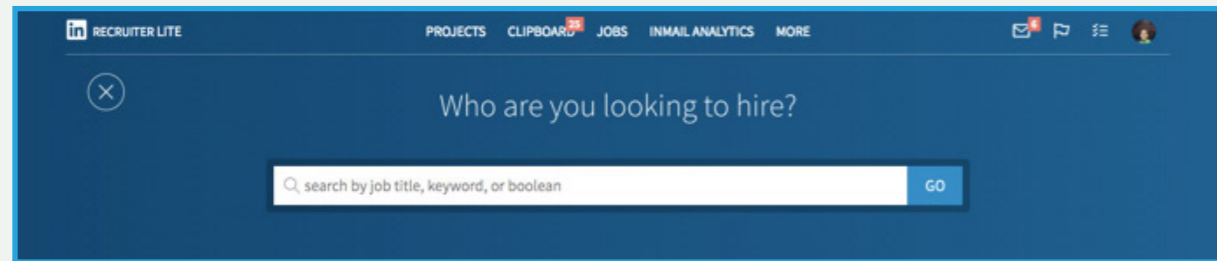 in RECRUITER LITE PROJECTS CLIPBOARD 25 JOBS INMAIL ANALYTICS MORE 6
Who are you looking to hire?
search by job title, keyword, or boolean GO